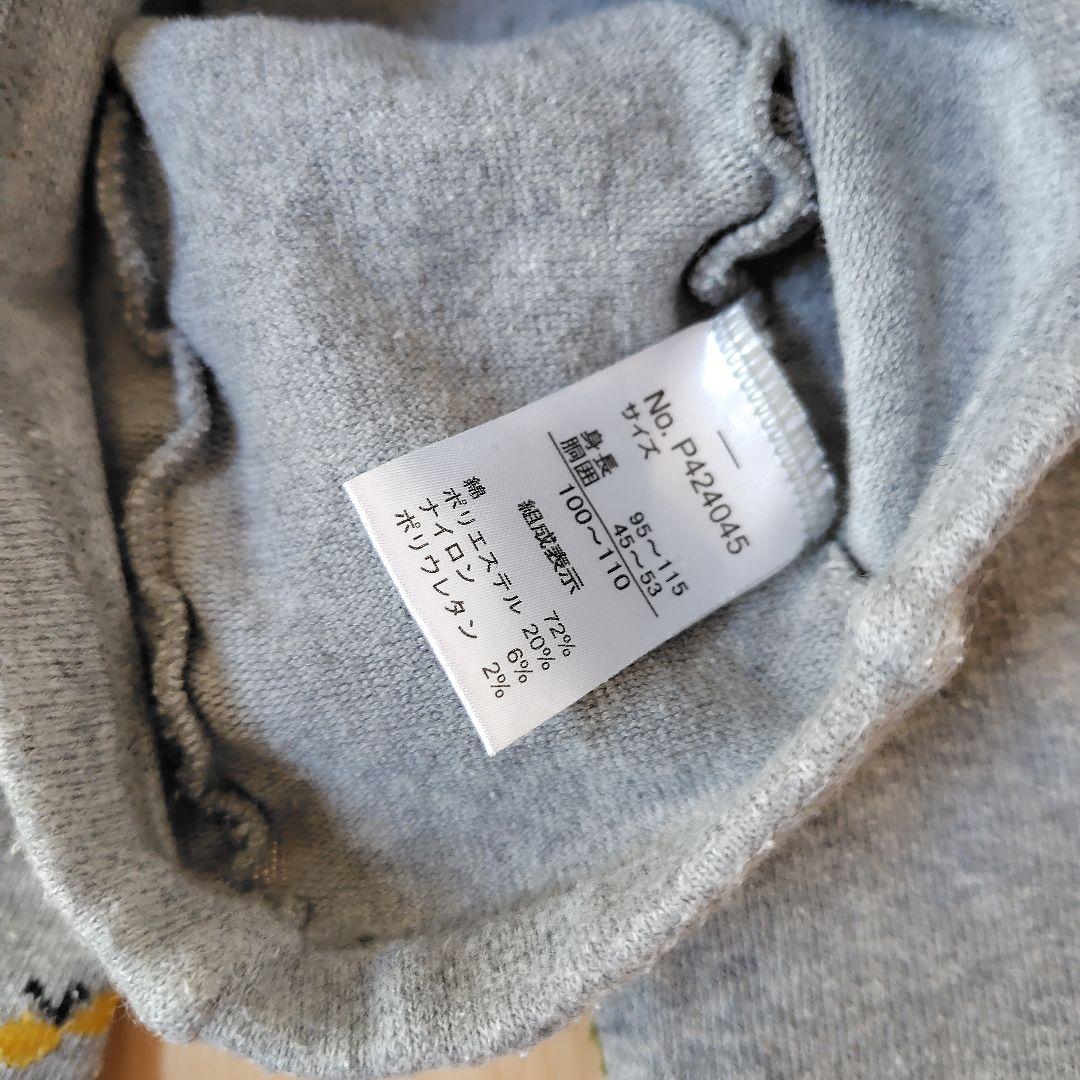 No. P424045
サイズ
身長 95～115
胴囲 45～53
100～110
組成表示
綿 72%
ポリエステル 20%
ナイロン 6%
ポリウレタン 2%